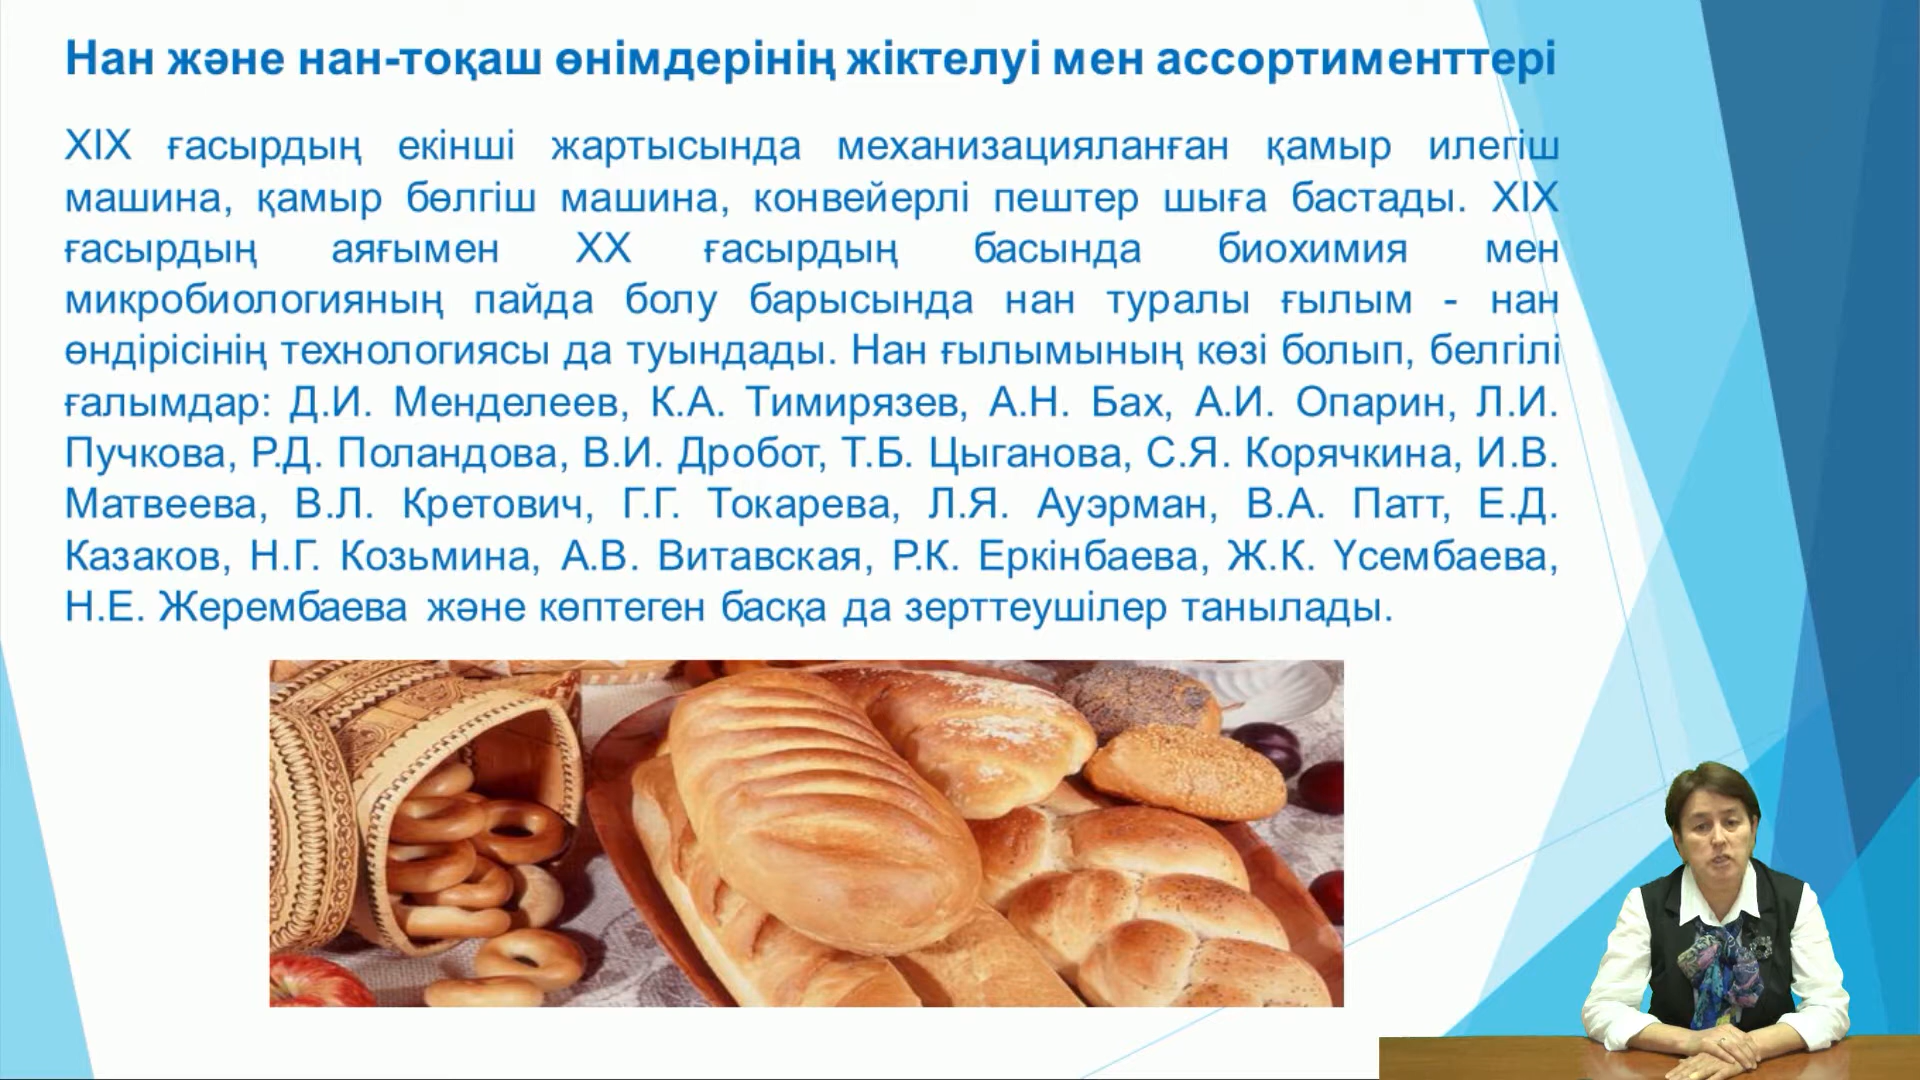 Нан және нан-тоқаш өнімдерінің жіктелуі мен ассортименттері
XIX ғасырдың екінші жартысында механизацияланған қамыр илегіш
машина, қамыр бөлгіш машина, конвейерлі пештер шыға бастады. XIX
ғасырдың аяғымен XX ғасырдың басында биохимия мен
микробиологияның пайда болу барысында нан туралы ғылым - нан
өндірісінің технологиясы да туындады. Нан ғылымының көзі болып, белгілі
ғалымдар: Д.И. Менделеев, К.А. Тимирязев, А.Н. Бах, А.И. Опарин, Л.И.
Пучкова, Р.Д. Поландова, В.И. Дробот, Т.Б. Цыганова, С.Я. Корячкина, И.В.
Матвеева, В.Л. Кретович, Г.Г. Токарева, Л.Я. Ауэрман, В.А. Патт, Е.Д.
Казаков, Н.Г. Козьмина, А.В. Витавская, Р.К. Еркінбаева, Ж.К. Үсембаева,
Н.Е. Жерембаева және көптеген басқа да зерттеушілер танылады.